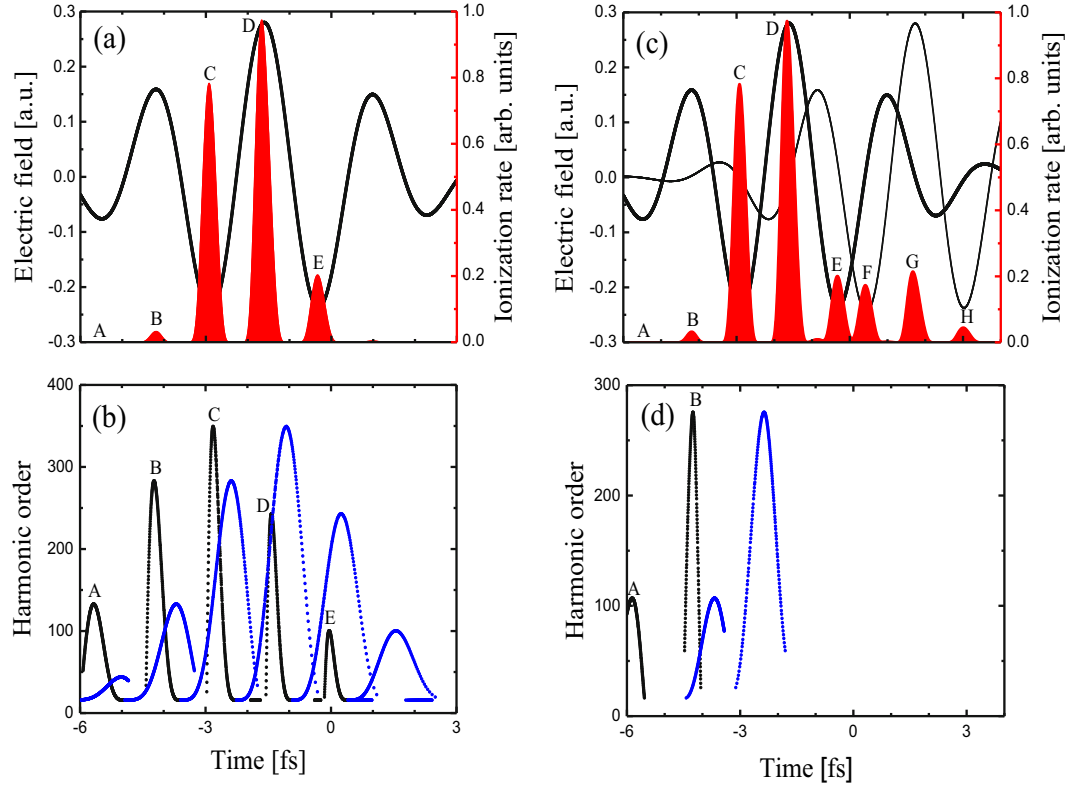 (a)
Electric field [a.u.]
0.3
0.2
0.1
0.0
-0.1
-0.2
-0.3
A
B
C
D
E
1.0
0.8
0.6
0.4
0.2
0.0
Ionization rate [arb. units]
(c)
Electric field [a.u.]
0.3
0.2
0.1
0.0
-0.1
-0.2
-0.3
A
B
C
D
E
F
G
H
1.0
0.8
0.6
0.4
0.2
0.0
Ionization rate [arb. units]
(b)
Harmonic order
400
300
200
100
0
A
B
C
D
E
-6
-3
0
3
Time [fs]
(d)
Harmonic order
300
200
100
0
A
B
-6
-3
0
3
Time [fs]